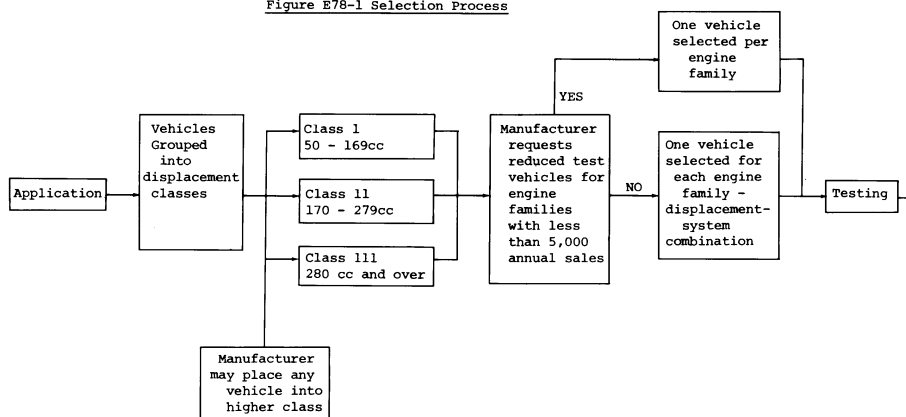 Figure E78-1 Selection Process
Application
Vehicles
Grouped
into
displacement
classes
Class l
50 - 169cc
Class ll
170 - 279cc
Class lll
280 cc and over
Manufacturer
may place any
vehicle into
higher class
Manufacturer
requests
reduced test
vehicles for
engine
families
with less
than 5,000
annual sales
YES
One vehicle
selected per
engine
family
NO
One vehicle
selected for
each engine
family -
displacement-
system
combination
Testing